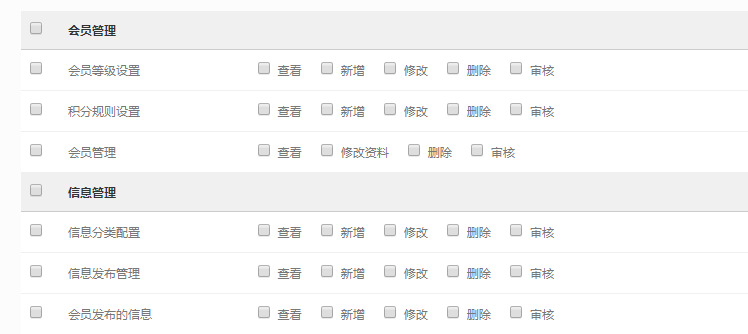 会员管理
会员等级设置 查看 新增 修改 删除 审核
积分规则设置 查看 新增 修改 删除 审核
会员管理 查看 修改资料 删除 审核
信息管理
信息分类配置 查看 新增 修改 删除 审核
信息发布管理 查看 新增 修改 删除 审核
会员发布的信息 查看 新增 修改 删除 审核